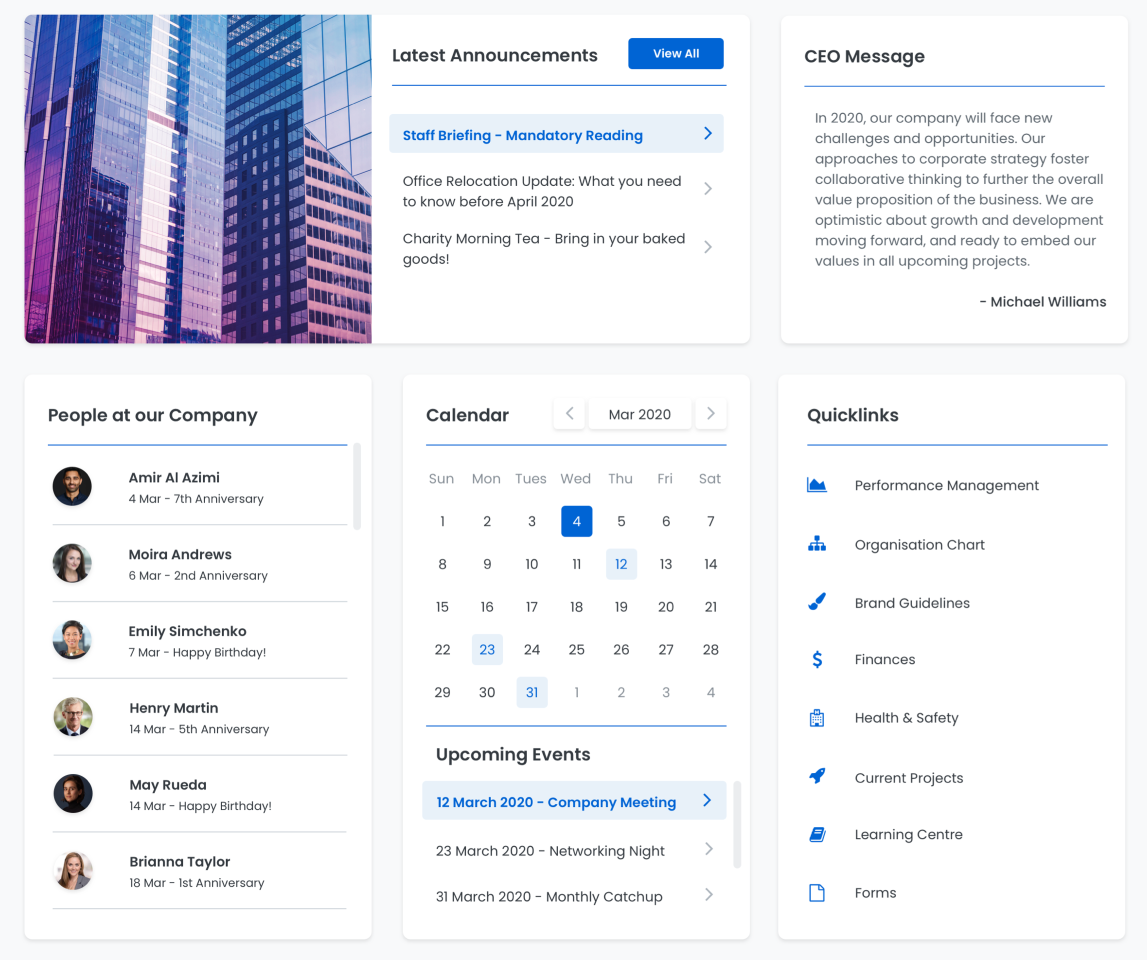 Latest Announcements
View All
Staff Briefing - Mandatory Reading
Office Relocation Update: What you need
to know before April 2020
Charity Morning Tea - Bring in your baked
goods!
CEO Message
In 2020, our company will face new
challenges and opportunities. Our
approaches to corporate strategy foster
collaborative thinking to further the overall
value proposition of the business. We are
optimistic about growth and development
moving forward, and ready to embed our
values in all upcoming projects.
- Michael Williams
People at our Company
Amir Al Azimi
4 Mar - 7th Anniversary
Moira Andrews
6 Mar - 2nd Anniversary
Emily Simchenko
7 Mar - Happy Birthday!
Henry Martin
14 Mar - 5th Anniversary
May Rueda
14 Mar - Happy Birthday!
Brianna Taylor
18 Mar - 1st Anniversary
Calendar
Mar 2020
Sun Mon Tues Wed Thu Fri Sat
1 2 3 4 5 6 7
8 9 10 11 12 13 14
15 16 17 18 19 20 21
22 23 24 25 26 27 28
29 30 31 1 2 3 4
Upcoming Events
12 March 2020 - Company Meeting
23 March 2020 - Networking Night
31 March 2020 - Monthly Catchup
Quicklinks
Performance Management
Organisation Chart
Brand Guidelines
Finances
Health & Safety
Current Projects
Learning Centre
Forms